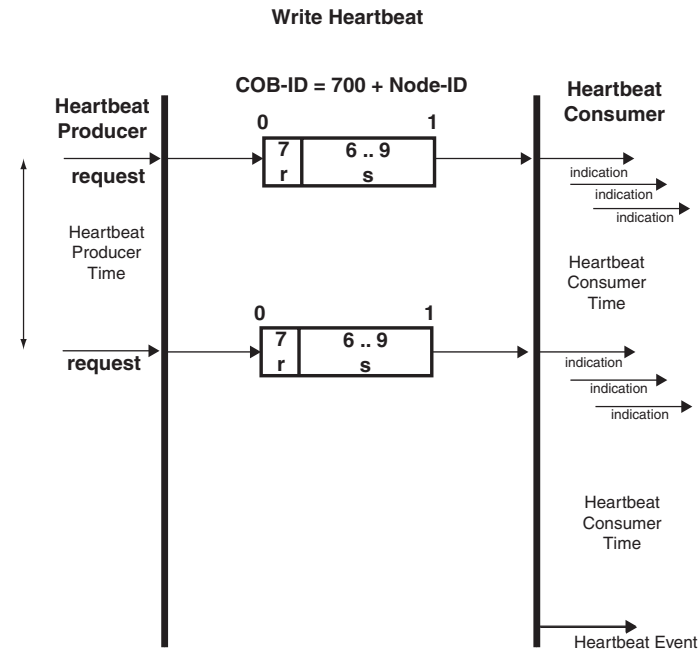 Write Heartbeat
COB-ID = 700 + Node-ID
Heartbeat
Producer
Heartbeat
Consumer
0 1
7 6 .. 9
r s
request
indication
indication
indication
Heartbeat
Producer
Time
Heartbeat
Consumer
Time
0 1
7 6 .. 9
r s
request
indication
indication
indication
Heartbeat
Consumer
Time
Heartbeat Event